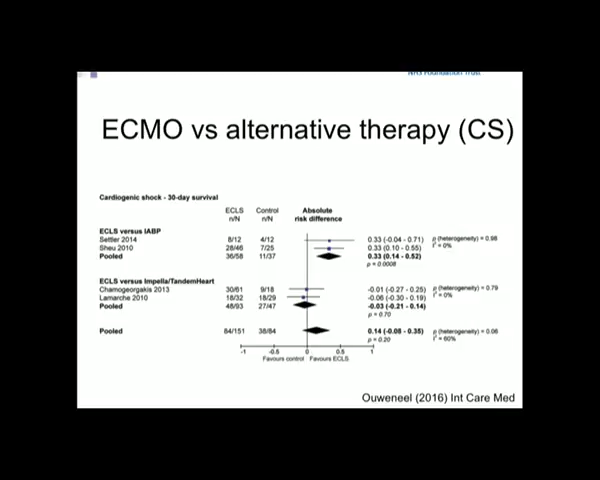 NHS Foundation Trust
ECMO vs alternative therapy (CS)
Cardiogenic shock - 30-day survival
ECLS Control Absolute
n/N n/N risk difference
ECLS versus IABP
Settler 2014 8/12 4/12 0.33 (-0.04 - 0.71) p (heterogeneity) = 0.98
Sheu 2010 28/46 7/25 0.33 (0.10 - 0.55) I² = 0%
Pooled 36/58 11/37 0.33 (0.14 - 0.52)
p = 0.0008
ECLS versus Impella/TandemHeart
Chamogeorgakis 2013 30/61 9/18 -0.01 (-0.27 - 0.25) p (heterogeneity) = 0.79
Lamarche 2010 18/32 18/29 -0.06 (-0.30 - 0.19) I² = 0%
Pooled 48/93 27/47 -0.03 (-0.21 - 0.14)
p = 0.70
Pooled 84/151 38/84 0.14 (-0.08 - 0.35) p (heterogeneity) = 0.06
p = 0.20 I² = 60%
-1 -0.5 0 0.5 1
Favours control Favours ECLS
Ouweneel (2016) Int Care Med